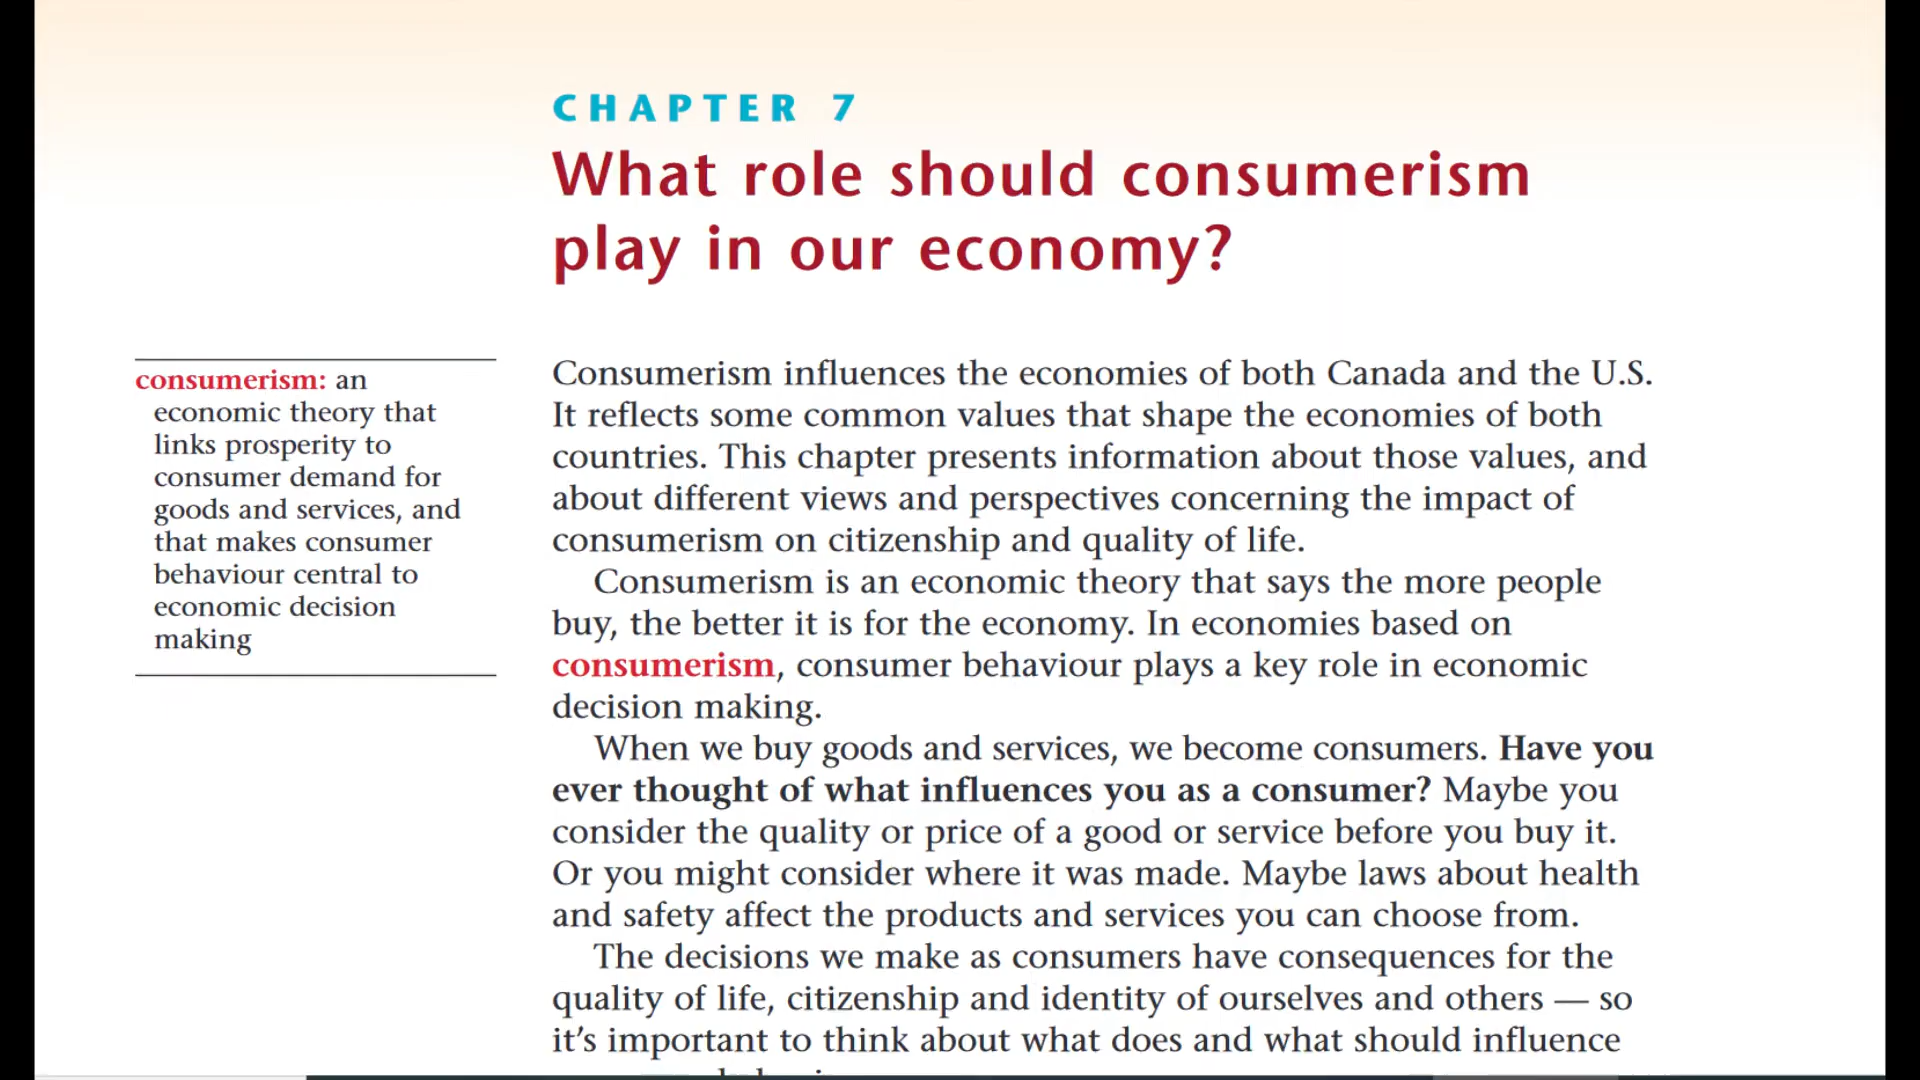 CHAPTER 7
What role should consumerism
play in our economy?
consumerism: an
economic theory that
links prosperity to
consumer demand for
goods and services, and
that makes consumer
behaviour central to
economic decision
making
Consumerism influences the economies of both Canada and the U.S.
It reflects some common values that shape the economies of both
countries. This chapter presents information about those values, and
about different views and perspectives concerning the impact of
consumerism on citizenship and quality of life.
Consumerism is an economic theory that says the more people
buy, the better it is for the economy. In economies based on
consumerism, consumer behaviour plays a key role in economic
decision making.
When we buy goods and services, we become consumers. Have you
ever thought of what influences you as a consumer? Maybe you
consider the quality or price of a good or service before you buy it.
Or you might consider where it was made. Maybe laws about health
and safety affect the products and services you can choose from.
The decisions we make as consumers have consequences for the
quality of life, citizenship and identity of ourselves and others — so
it’s important to think about what does and what should influence